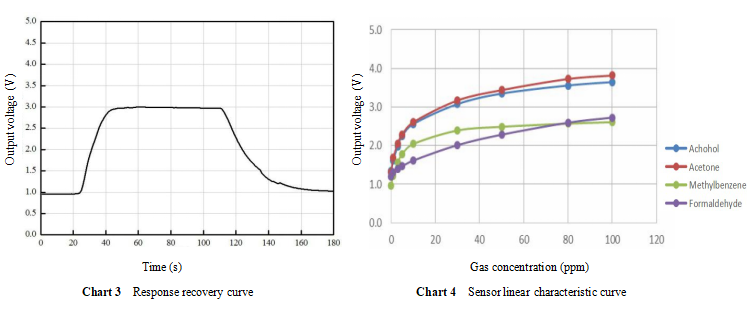 5.0
4.5
4.0
3.5
3.0
2.5
2.0
1.5
1.0
0.5
0.0
0 20 40 60 80 100 120 140 160 180
Output voltage (V)
Time (s)
Chart 3 Response recovery curve
5.0
4.0
3.0
2.0
1.0
0.0
0 20 40 60 80 100 120
Output voltage (V)
Gas concentration (ppm)
Achohol
Acetone
Methylbenzene
Formaldehyde
Chart 4 Sensor linear characteristic curve